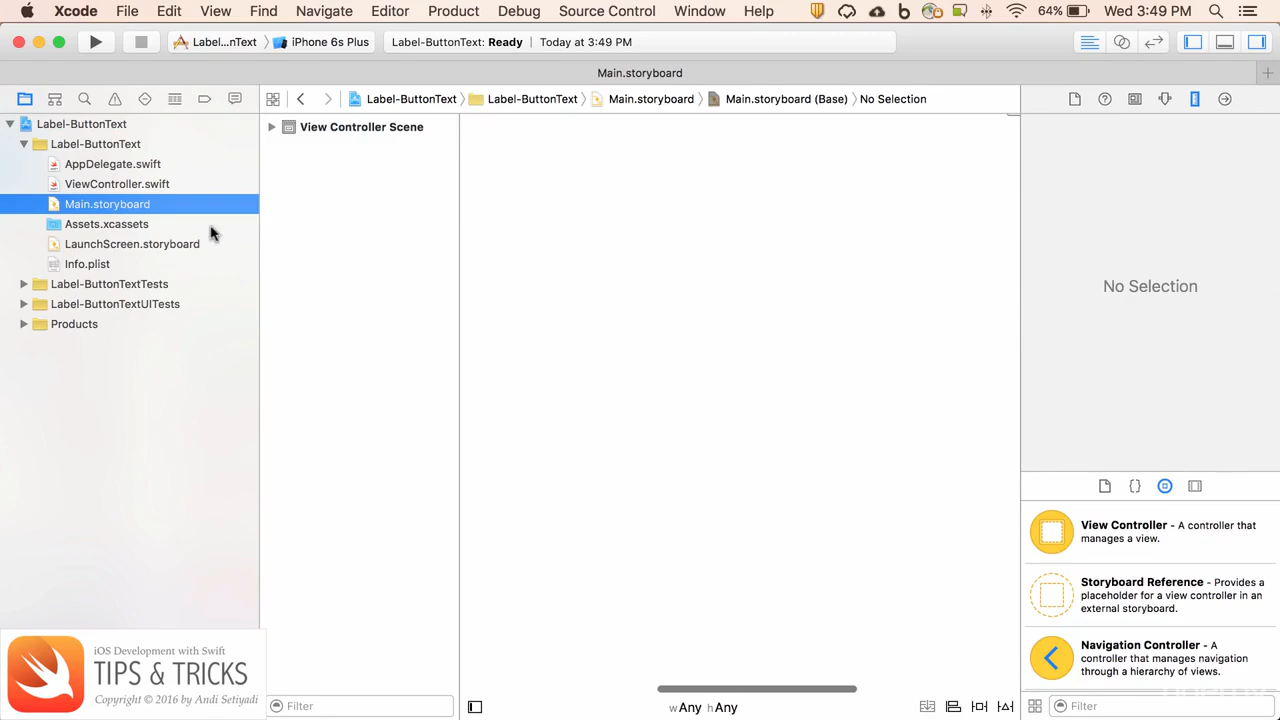 Xcode File Edit View Find Navigate Editor Product Debug Source Control Window Help 64% Wed 3:49 PM
Label...nText iPhone 6s Plus Label-ButtonText: Ready Today at 3:49 PM
Main.storyboard
Label-ButtonText Label-ButtonText Main.storyboard Main.storyboard (Base) No Selection
Label-ButtonText
Label-ButtonText
AppDelegate.swift
ViewController.swift
Main.storyboard
Assets.xcassets
LaunchScreen.storyboard
Info.plist
Label-ButtonTextTests
Label-ButtonTextUITests
Products
View Controller Scene
No Selection
View Controller - A controller that
manages a view.
Storyboard Reference - Provides a
placeholder for a view controller in an
external storyboard.
Navigation Controller - A
controller that manages navigation
through a hierarchy of views.
iOS Development with Swift
TIPS & TRICKS
Copyright © 2016 by Andi Setiyadi
Filter
wAny hAny
Filter